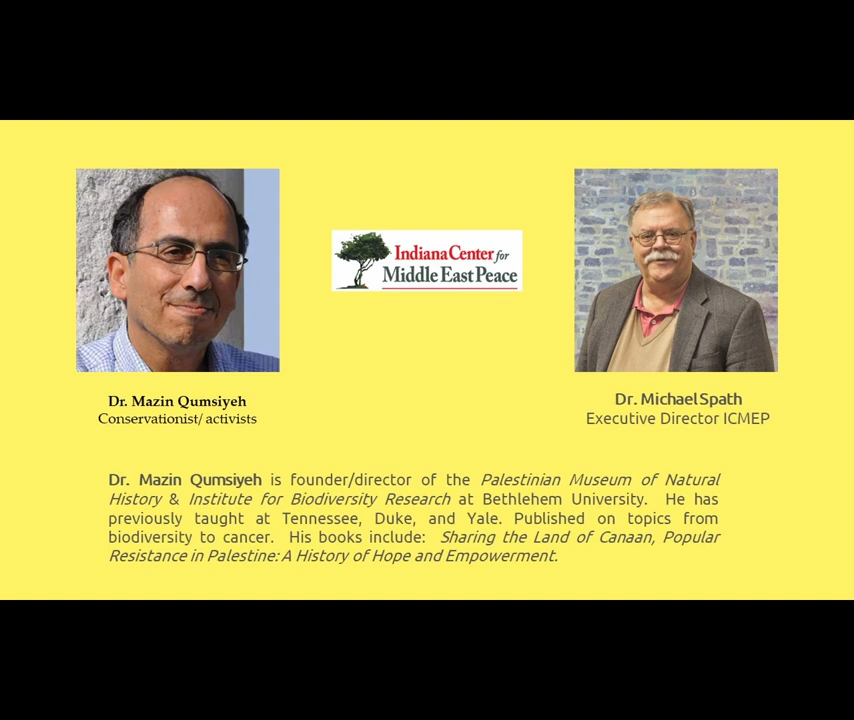 Indiana Center for
Middle East Peace
Dr. Mazin Qumsiyeh
Conservationist/ activists
Dr. Michael Spath
Executive Director ICMEP
Dr. Mazin Qumsiyeh is founder/director of the Palestinian Museum of Natural
History & Institute for Biodiversity Research at Bethlehem University. He has
previously taught at Tennessee, Duke, and Yale. Published on topics from
biodiversity to cancer. His books include: Sharing the Land of Canaan, Popular
Resistance in Palestine: A History of Hope and Empowerment.